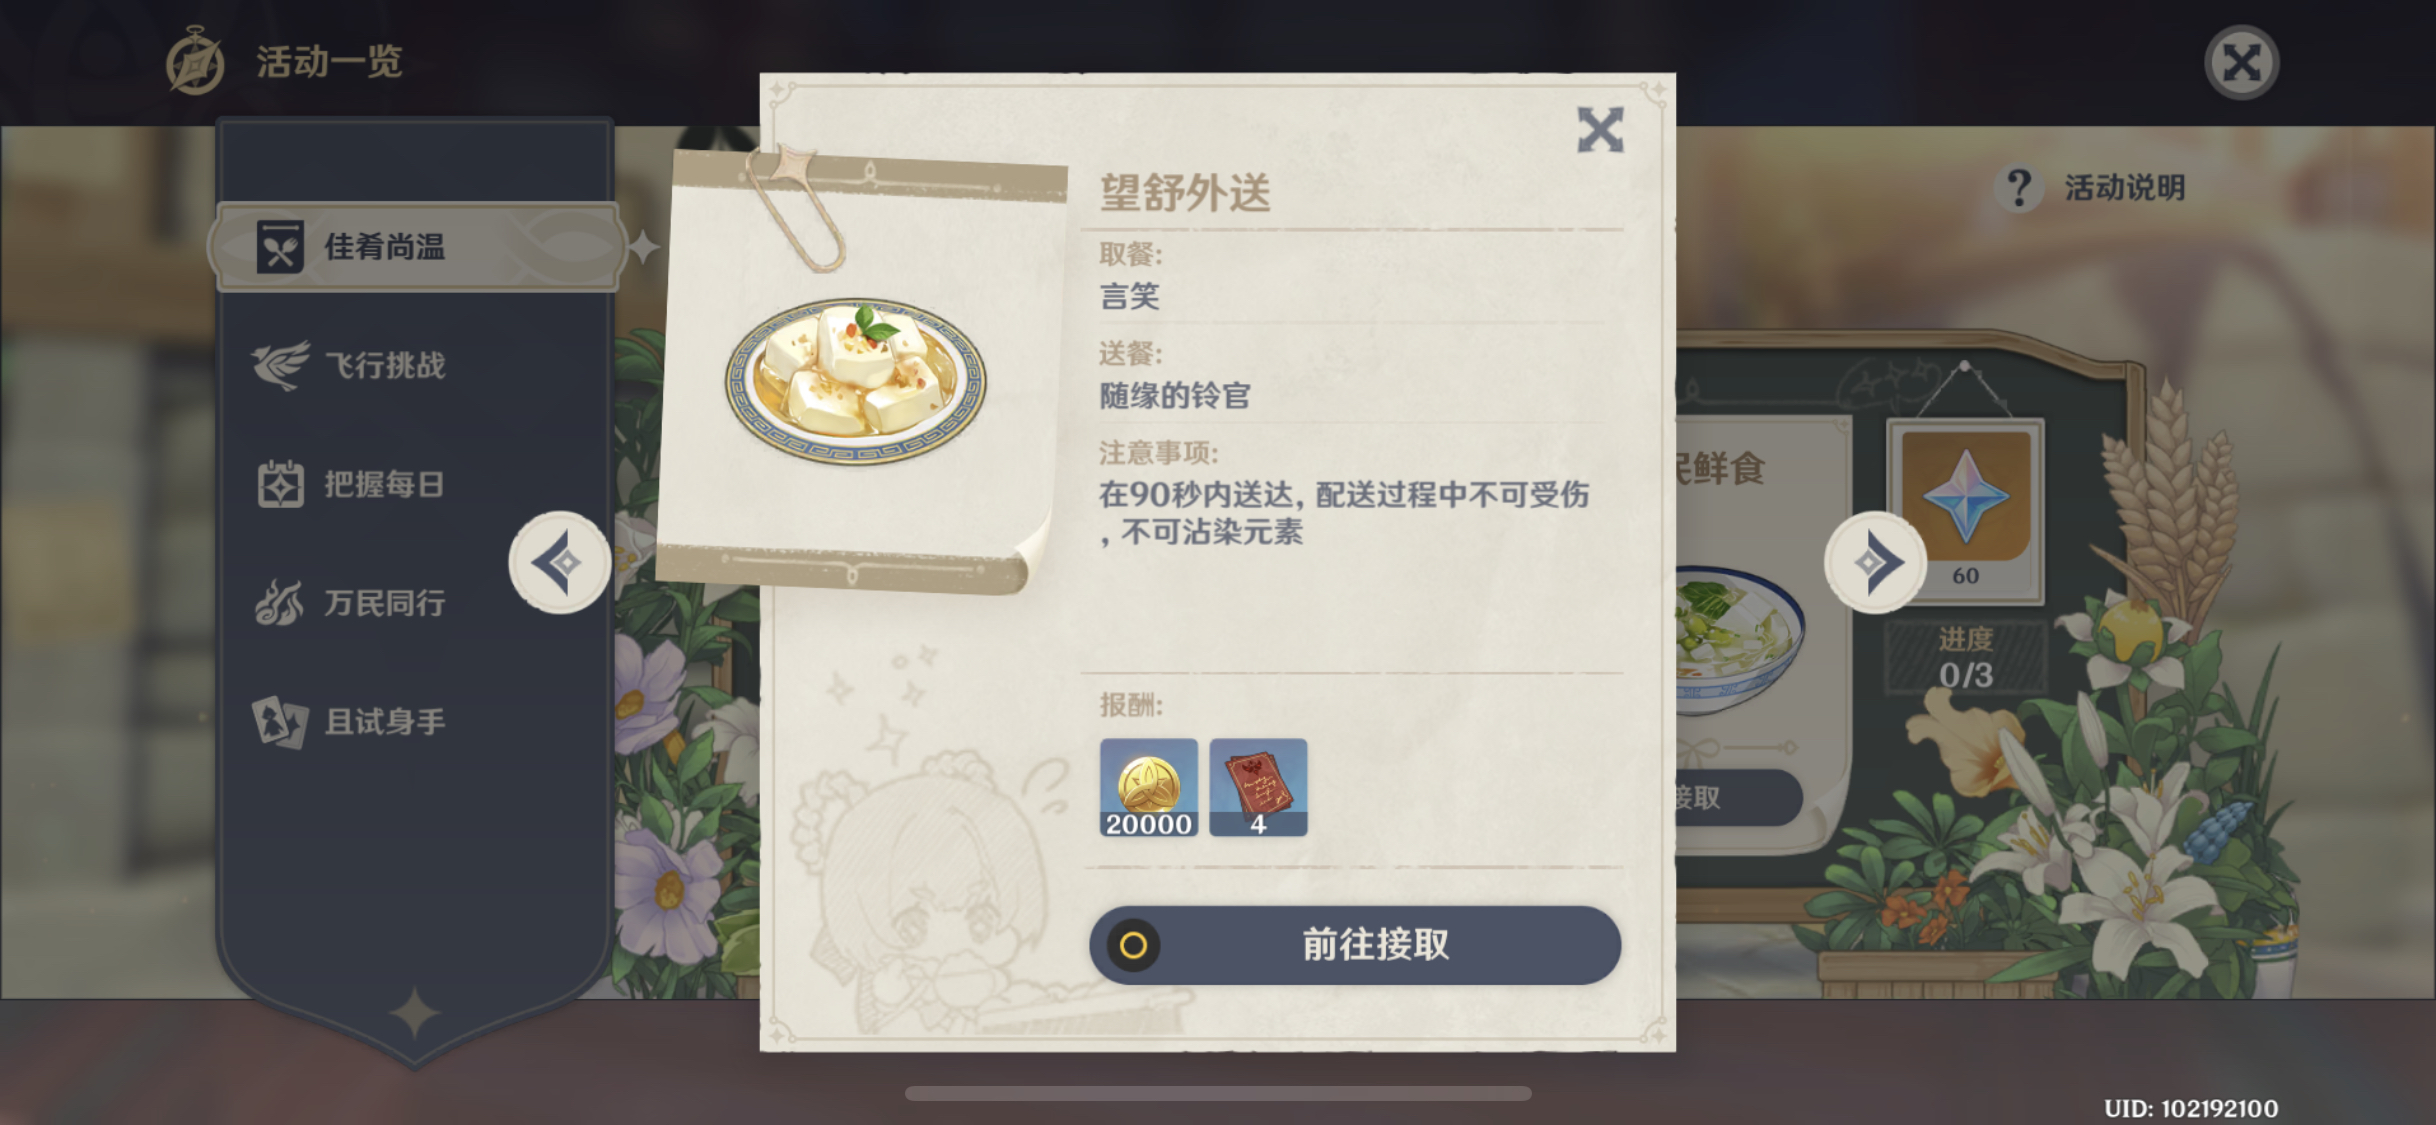 活动一览
佳肴尚温
飞行挑战
把握每日
万民同行
且试身手
望舒外送
取餐:
言笑
送餐:
随缘的铃官
注意事项:
在90秒内送达, 配送过程中不可受伤
, 不可沾染元素
报酬:
20000
4
前往接取
? 活动说明
民鲜食
60
进度
0/3
接取
UID: 102192100